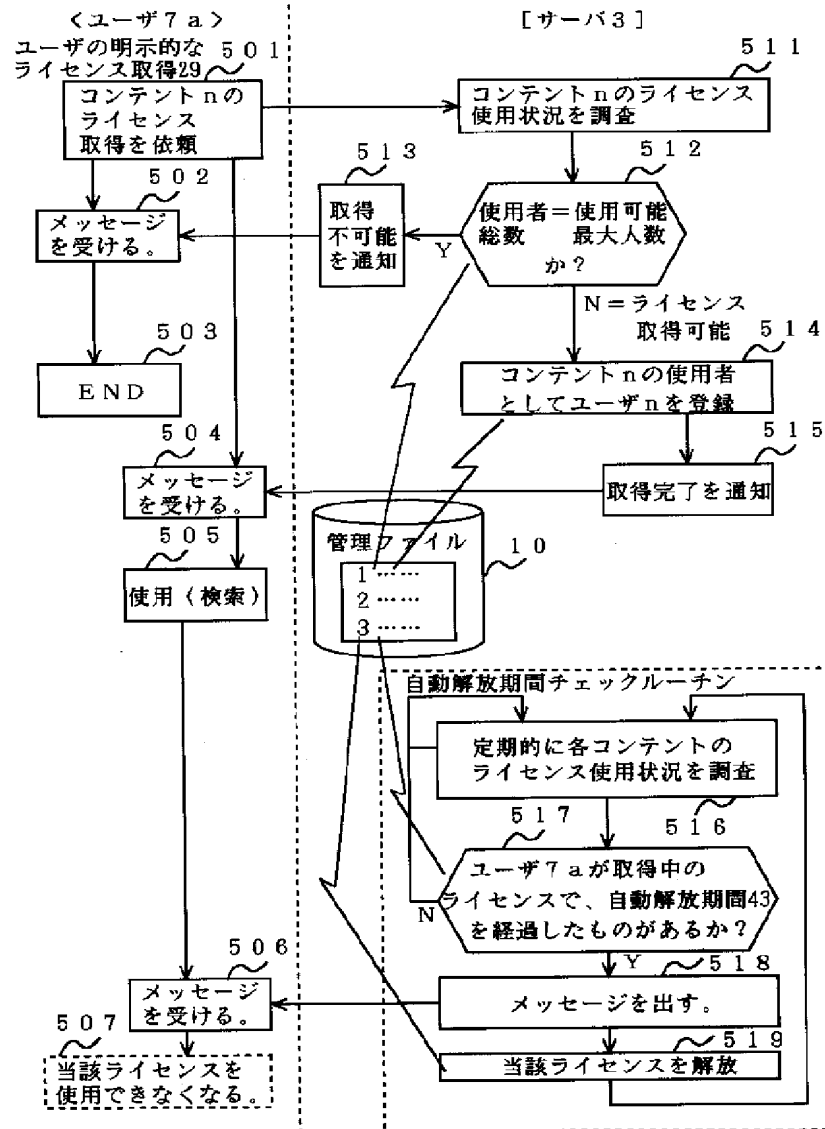 <ユーザ7a>
ユーザの明示的な
ライセンス取得29
501
コンテントnの
ライセンス
取得を依頼
502
メッセージ
を受ける。
503
END
504
メッセージ
を受ける。
505
使用(検索)
506
メッセージ
を受ける。
507
当該ライセンスを
使用できなくなる。
[サーバ3]
511
コンテントnのライセンス
使用状況を調査
512
使用者=使用可能
総数 最大人数
か?
Y
513
取得
不可能
を通知
N=ライセンス
取得可能
514
コンテントnの使用者
としてユーザnを登録
515
取得完了を通知
管理ファイル
10
1……
2……
3……
自動解放期間チェックルーチン
定期的に各コンテントの
ライセンス使用状況を調査
516
517
ユーザ7aが取得中の
ライセンスで、自動解放期間43
を経過したものがあるか?
N
Y
518
メッセージを出す。
519
当該ライセンスを解放